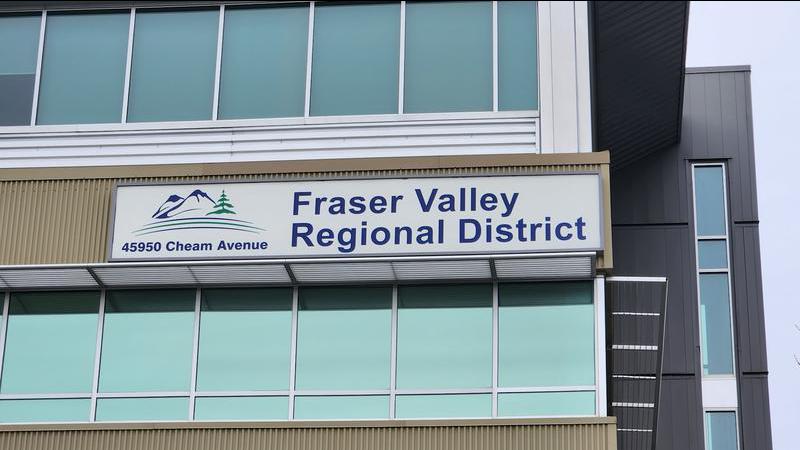 Fraser Valley
Regional District
45950 Cheam Avenue